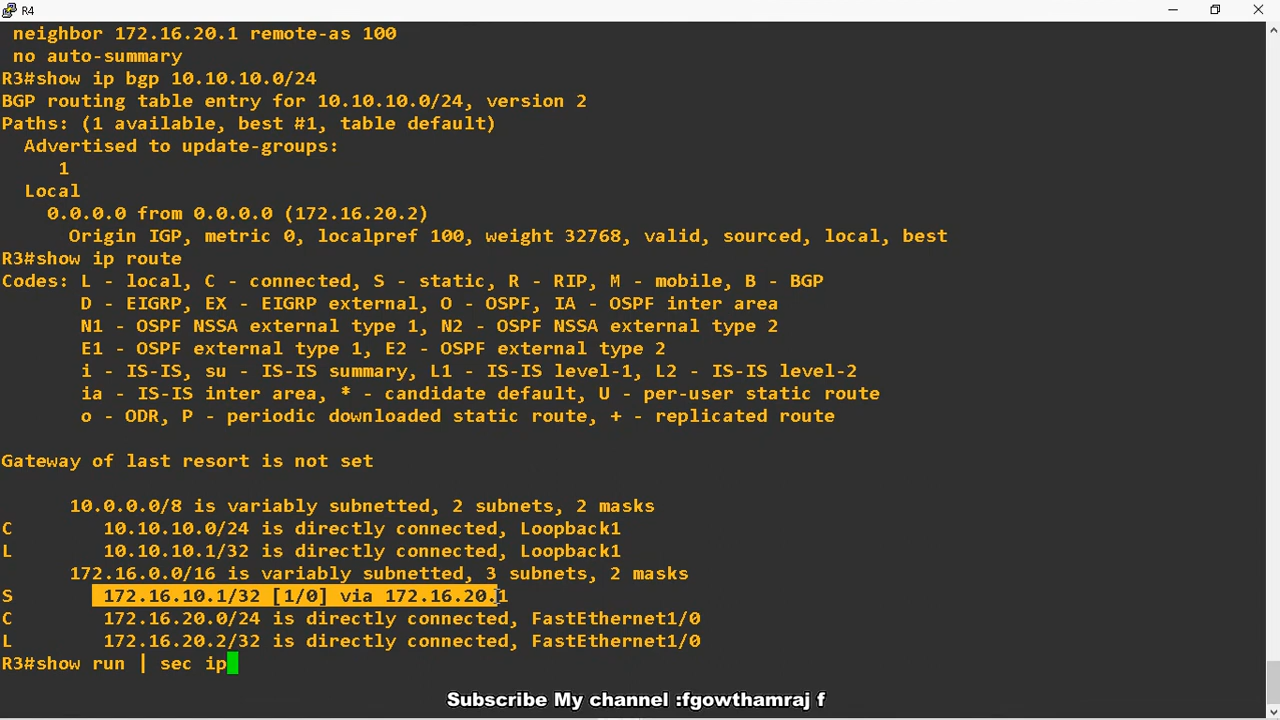 R4
neighbor 172.16.20.1 remote-as 100
no auto-summary
R3#show ip bgp 10.10.10.0/24
BGP routing table entry for 10.10.10.0/24, version 2
Paths: (1 available, best #1, table default)
Advertised to update-groups:
1
Local
0.0.0.0 from 0.0.0.0 (172.16.20.2)
Origin IGP, metric 0, localpref 100, weight 32768, valid, sourced, local, best
R3#show ip route
Codes: L - local, C - connected, S - static, R - RIP, M - mobile, B - BGP
D - EIGRP, EX - EIGRP external, O - OSPF, IA - OSPF inter area
N1 - OSPF NSSA external type 1, N2 - OSPF NSSA external type 2
E1 - OSPF external type 1, E2 - OSPF external type 2
i - IS-IS, su - IS-IS summary, L1 - IS-IS level-1, L2 - IS-IS level-2
ia - IS-IS inter area, * - candidate default, U - per-user static route
o - ODR, P - periodic downloaded static route, + - replicated route
Gateway of last resort is not set
10.0.0.0/8 is variably subnetted, 2 subnets, 2 masks
C 10.10.10.0/24 is directly connected, Loopback1
L 10.10.10.1/32 is directly connected, Loopback1
172.16.0.0/16 is variably subnetted, 3 subnets, 2 masks
S 172.16.10.1/32 [1/0] via 172.16.20.1
C 172.16.20.0/24 is directly connected, FastEthernet1/0
L 172.16.20.2/32 is directly connected, FastEthernet1/0
R3#show run | sec ip
Subscribe My channel :fgowthamraj f